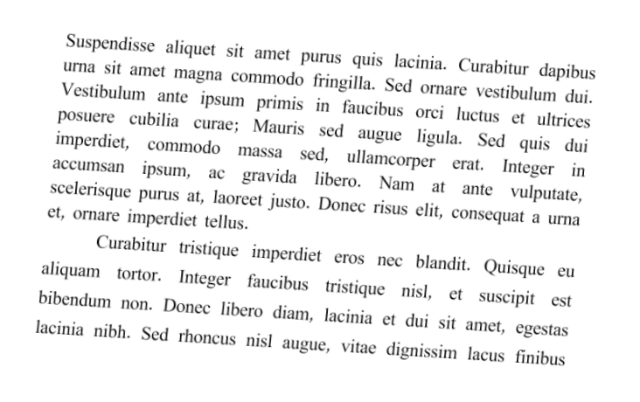 Suspendisse aliquet sit amet purus quis lacinia. Curabitur dapibus
urna sit amet magna commodo fringilla. Sed ornare vestibulum dui.
Vestibulum ante ipsum primis in faucibus orci luctus et ultrices
posuere cubilia curae; Mauris sed augue ligula. Sed quis dui
imperdiet, commodo massa sed, ullamcorper erat. Integer in
accumsan ipsum, ac gravida libero. Nam at ante vulputate,
scelerisque purus at, laoreet justo. Donec risus elit, consequat a urna
et, ornare imperdiet tellus.
Curabitur tristique imperdiet eros nec blandit. Quisque eu
aliquam tortor. Integer faucibus tristique nisl, et suscipit est
bibendum non. Donec libero diam, lacinia et dui sit amet, egestas
lacinia nibh. Sed rhoncus nisl augue, vitae dignissim lacus finibus